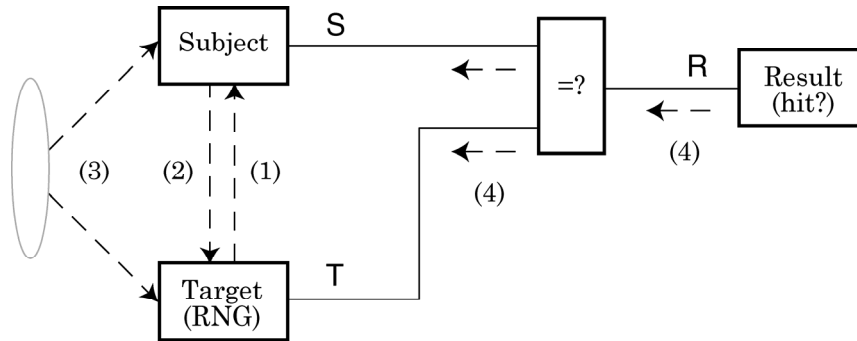 Subject
S
R
Result
(hit?)
=?
(3)
(2)
(1)
(4)
(4)
Target
(RNG)
T